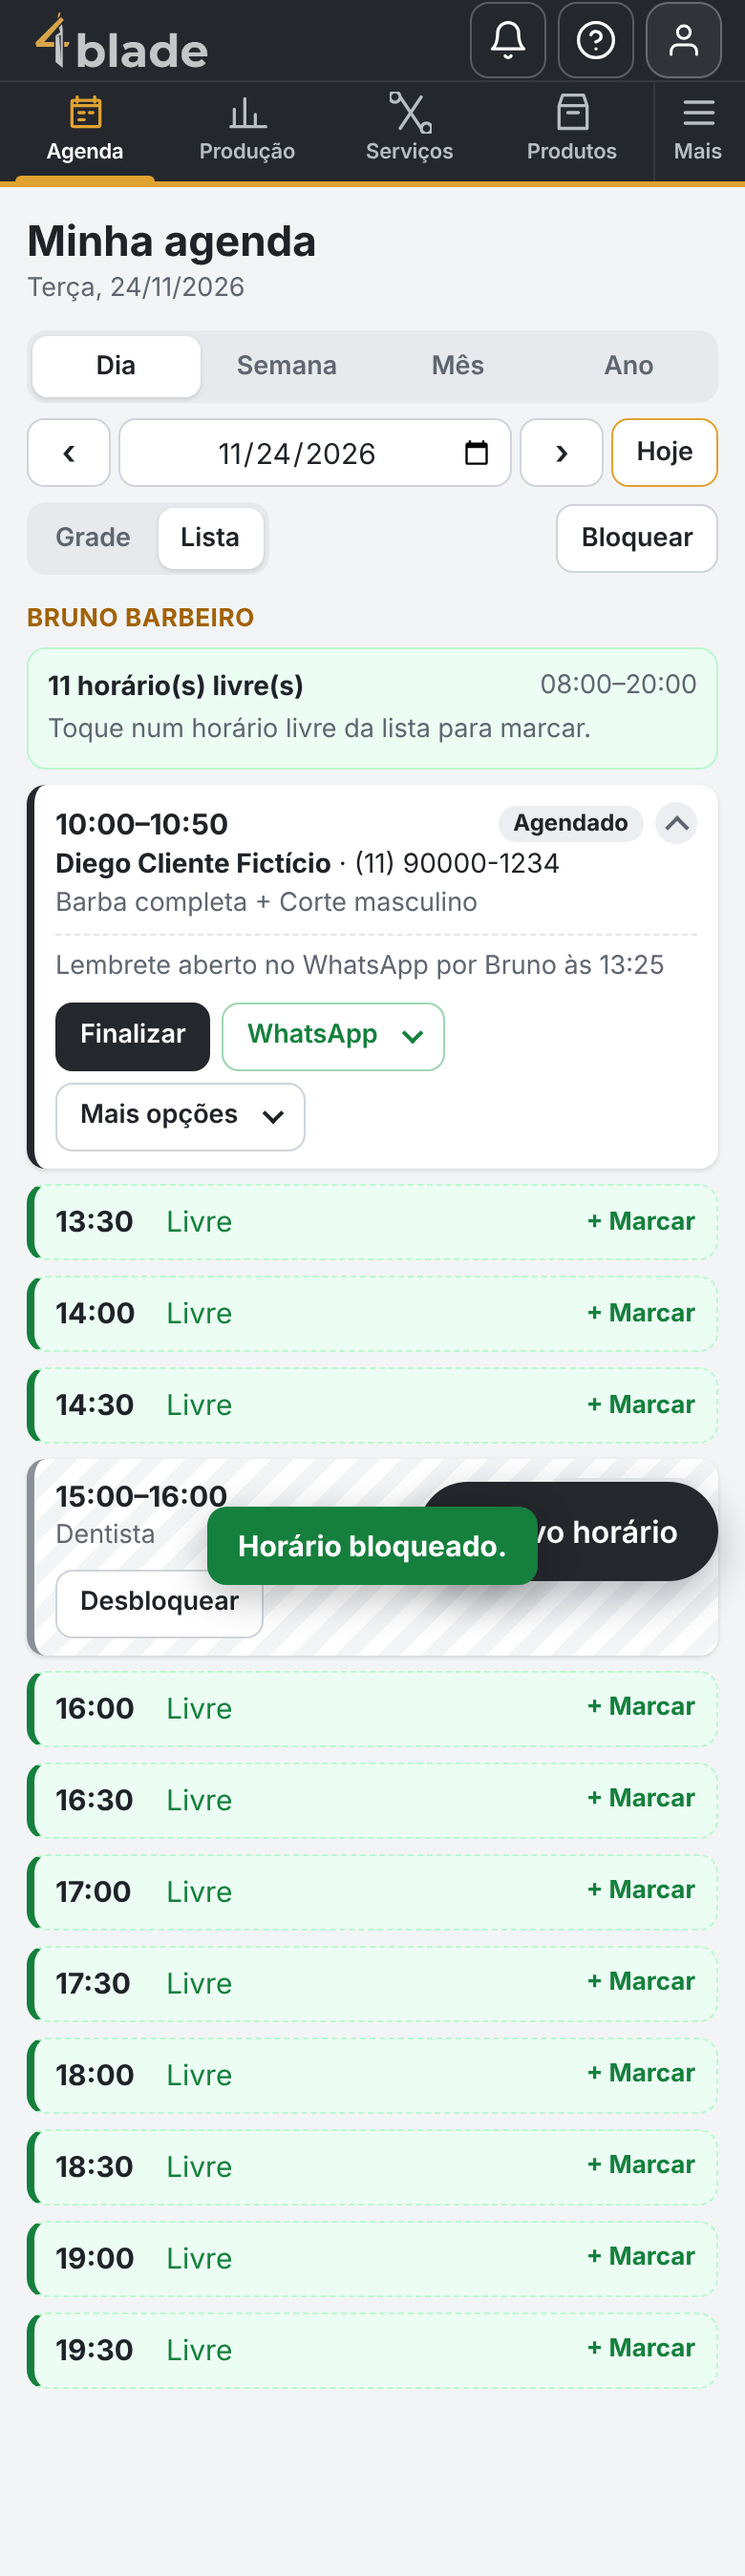 4blade
Agenda
Produção
Serviços
Produtos
Mais
Minha agenda
Terça, 24/11/2026
Dia
Semana
Mês
Ano
‹
11/24/2026
›
Hoje
Grade
Lista
Bloquear
BRUNO BARBEIRO
11 horário(s) livre(s) 08:00–20:00
Toque num horário livre da lista para marcar.
10:00–10:50 Agendado
Diego Cliente Fictício · (11) 90000-1234
Barba completa + Corte masculino
Lembrete aberto no WhatsApp por Bruno às 13:25
Finalizar
WhatsApp
Mais opções
13:30 Livre + Marcar
14:00 Livre + Marcar
14:30 Livre + Marcar
15:00–16:00
Dentista
Horário bloqueado.
horário
Desbloquear
16:00 Livre + Marcar
16:30 Livre + Marcar
17:00 Livre + Marcar
17:30 Livre + Marcar
18:00 Livre + Marcar
18:30 Livre + Marcar
19:00 Livre + Marcar
19:30 Livre + Marcar